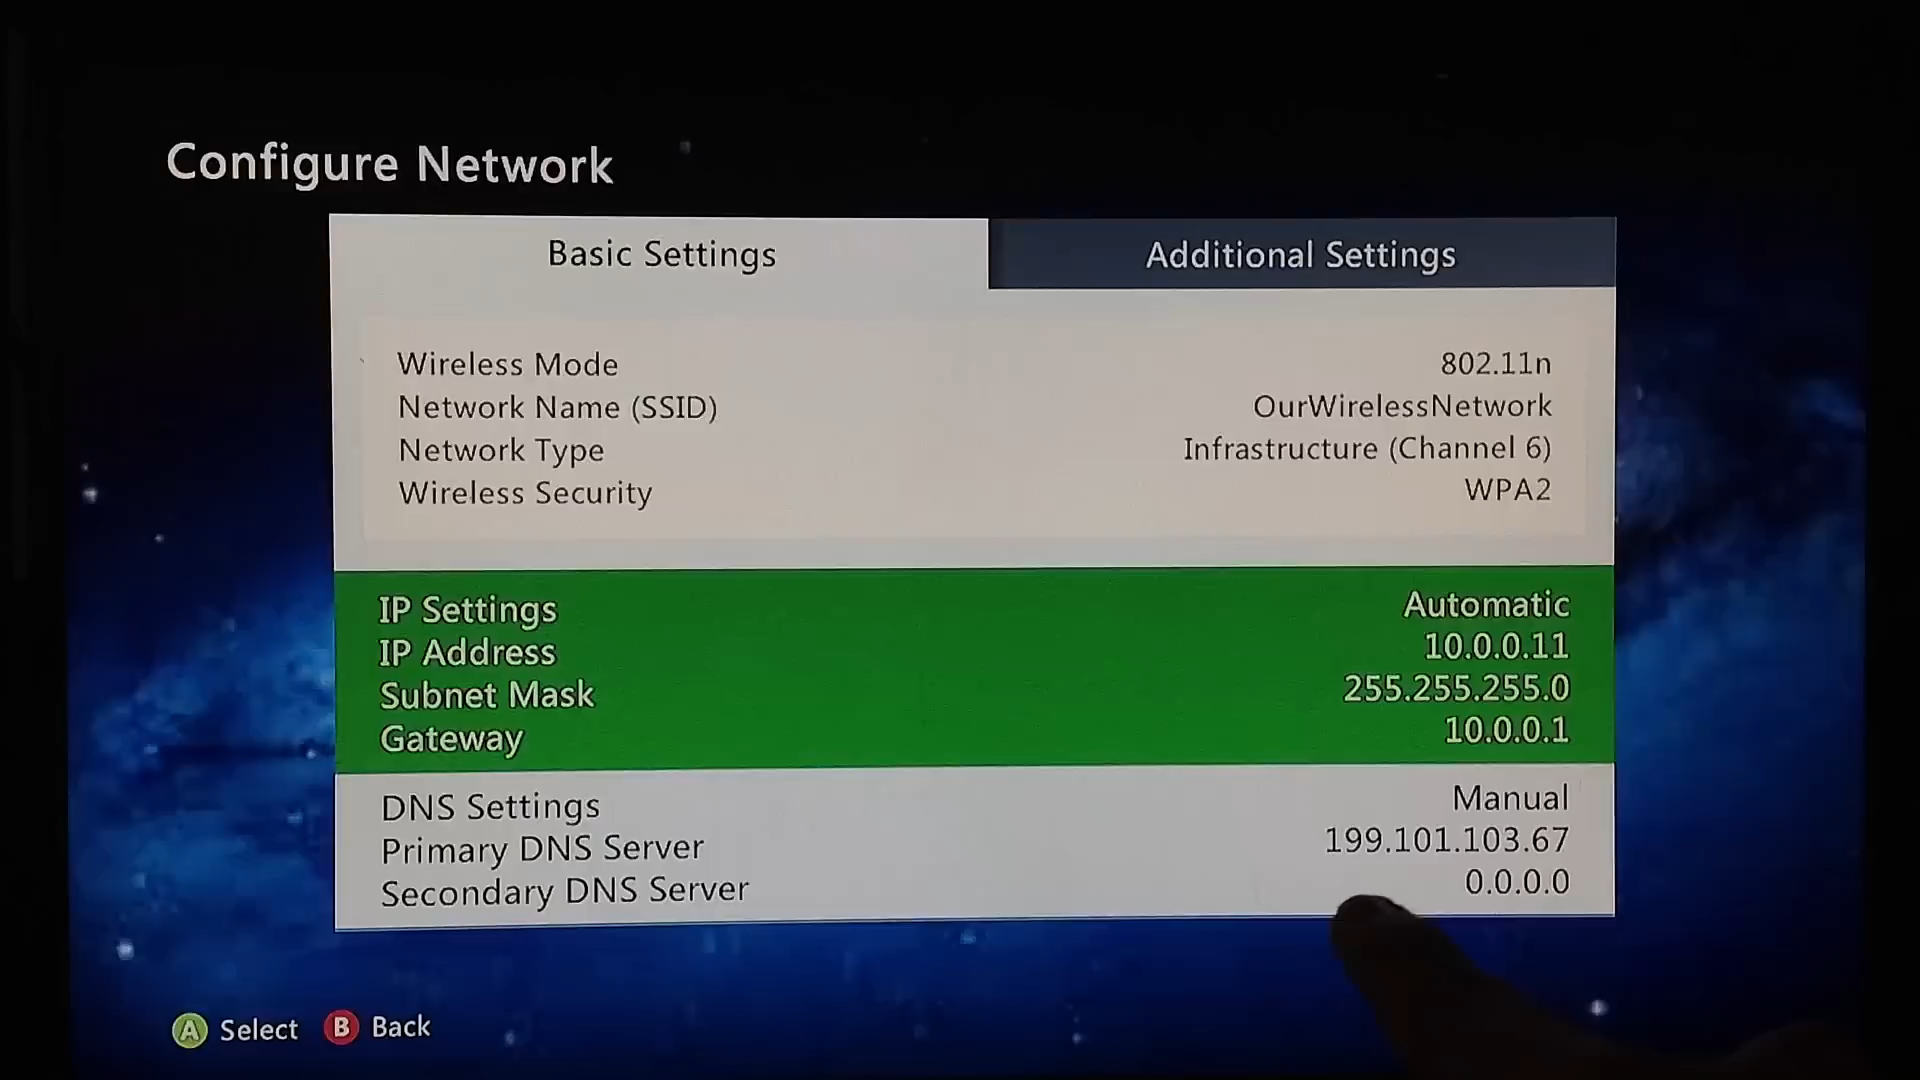 Configure Network
Basic Settings
Additional Settings
Wireless Mode 802.11n
Network Name (SSID) OurWirelessNetwork
Network Type Infrastructure (Channel 6)
Wireless Security WPA2
IP Settings Automatic
IP Address 10.0.0.11
Subnet Mask 255.255.255.0
Gateway 10.0.0.1
DNS Settings Manual
Primary DNS Server 199.101.103.67
Secondary DNS Server 0.0.0.0
A Select B Back